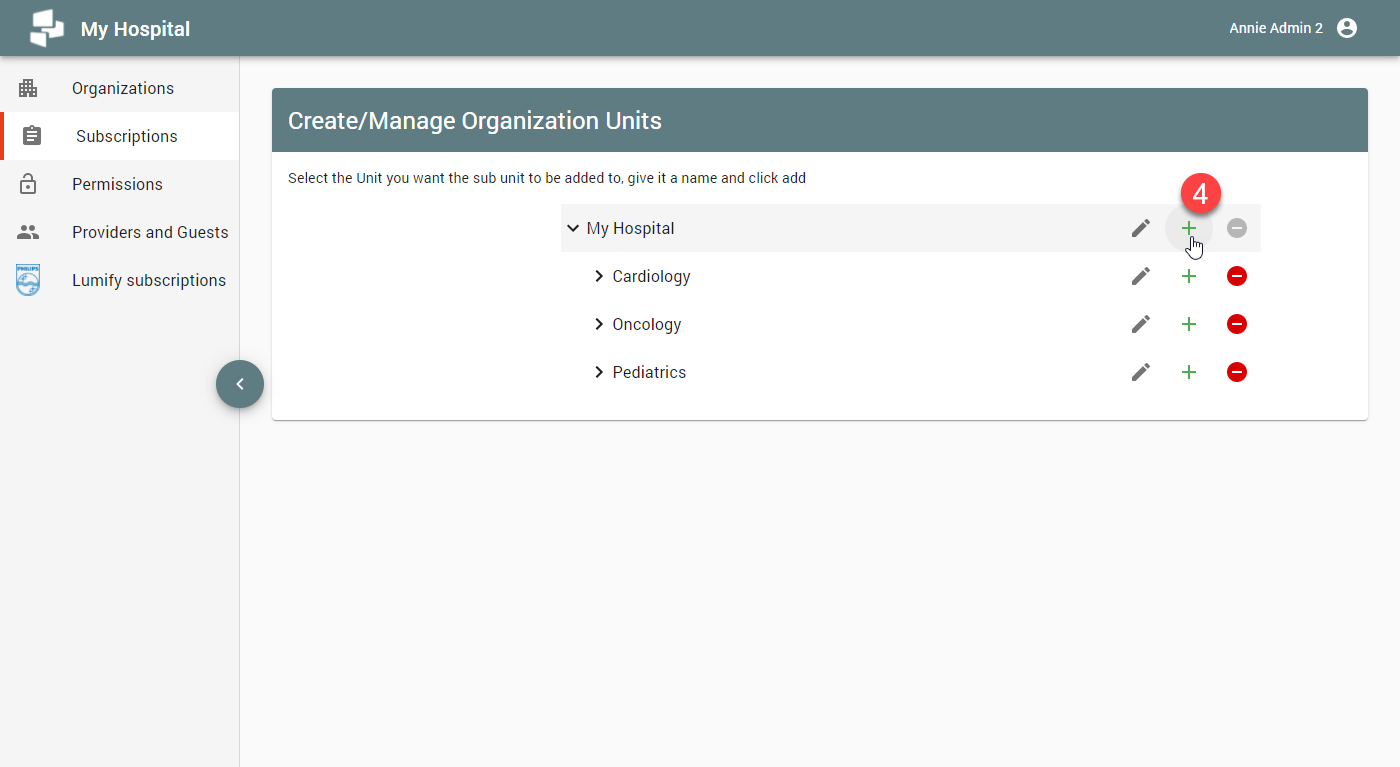 My Hospital
Annie Admin 2
Organizations
Subscriptions
Permissions
Providers and Guests
PHILIPS
Lumify subscriptions
Create/Manage Organization Units
Select the Unit you want the sub unit to be added to, give it a name and click add
4
My Hospital
Cardiology
Oncology
Pediatrics